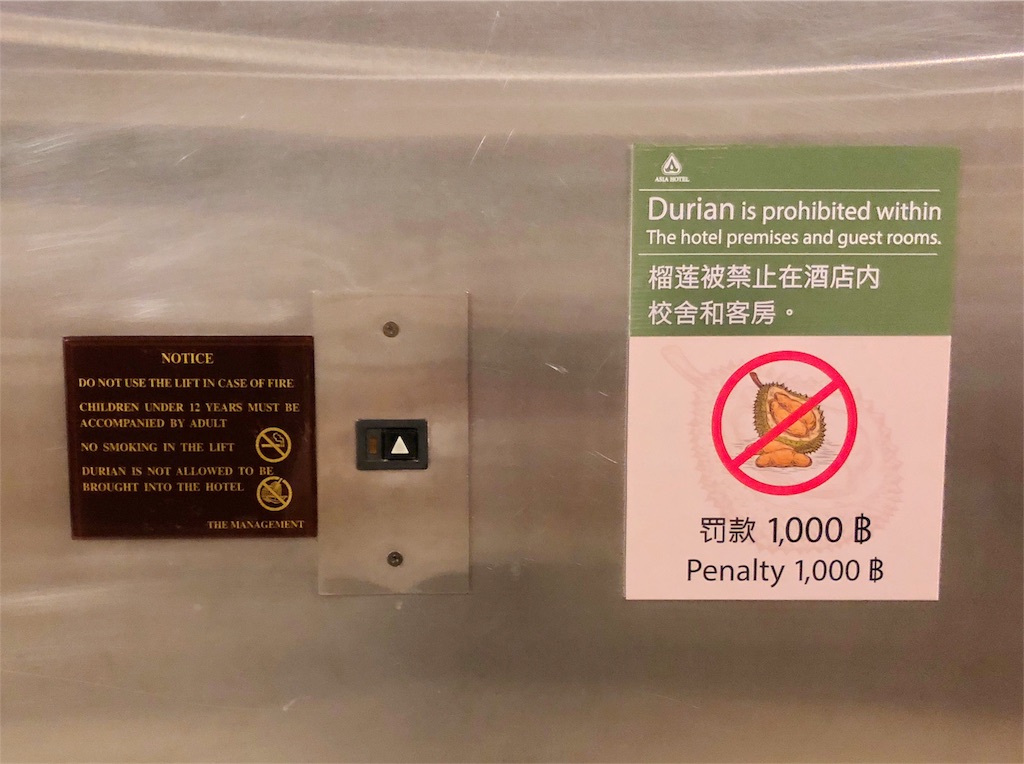 NOTICE
DO NOT USE THE LIFT IN CASE OF FIRE
CHILDREN UNDER 12 YEARS MUST BE
ACCOMPANIED BY ADULT
NO SMOKING IN THE LIFT
DURIAN IS NOT ALLOWED TO BE
BROUGHT INTO THE HOTEL
THE MANAGEMENT
ASIA HOTEL
Durian is prohibited within
The hotel premises and guest rooms.
榴莲被禁止在酒店内
校舍和客房。
罚款 1,000 ฿
Penalty 1,000 ฿